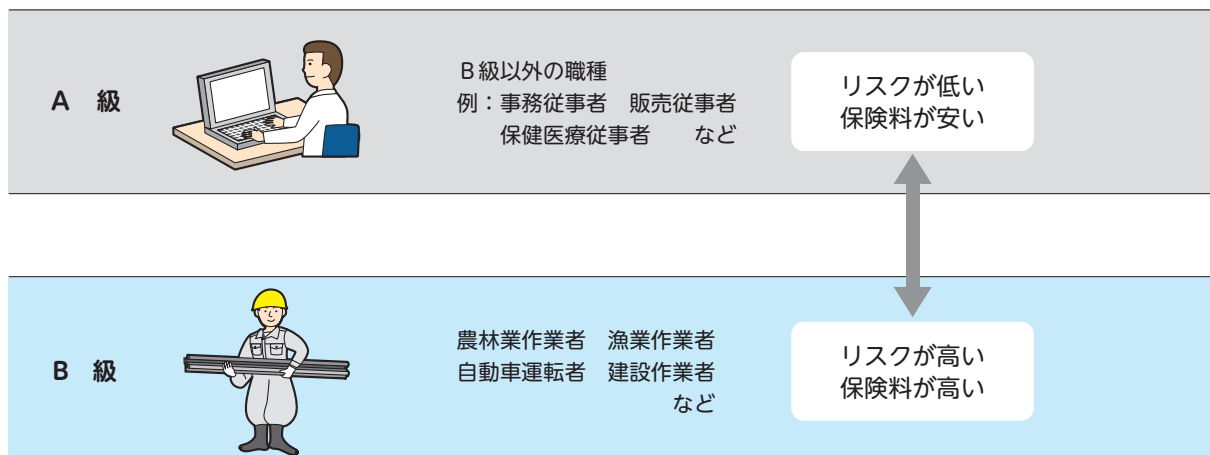 A 級
B級以外の職種
例：事務従事者　販売従事者
保健医療従事者　　など
リスクが低い
保険料が安い
B 級
農林業作業者　漁業作業者
自動車運転者　建設作業者
など
リスクが高い
保険料が高い